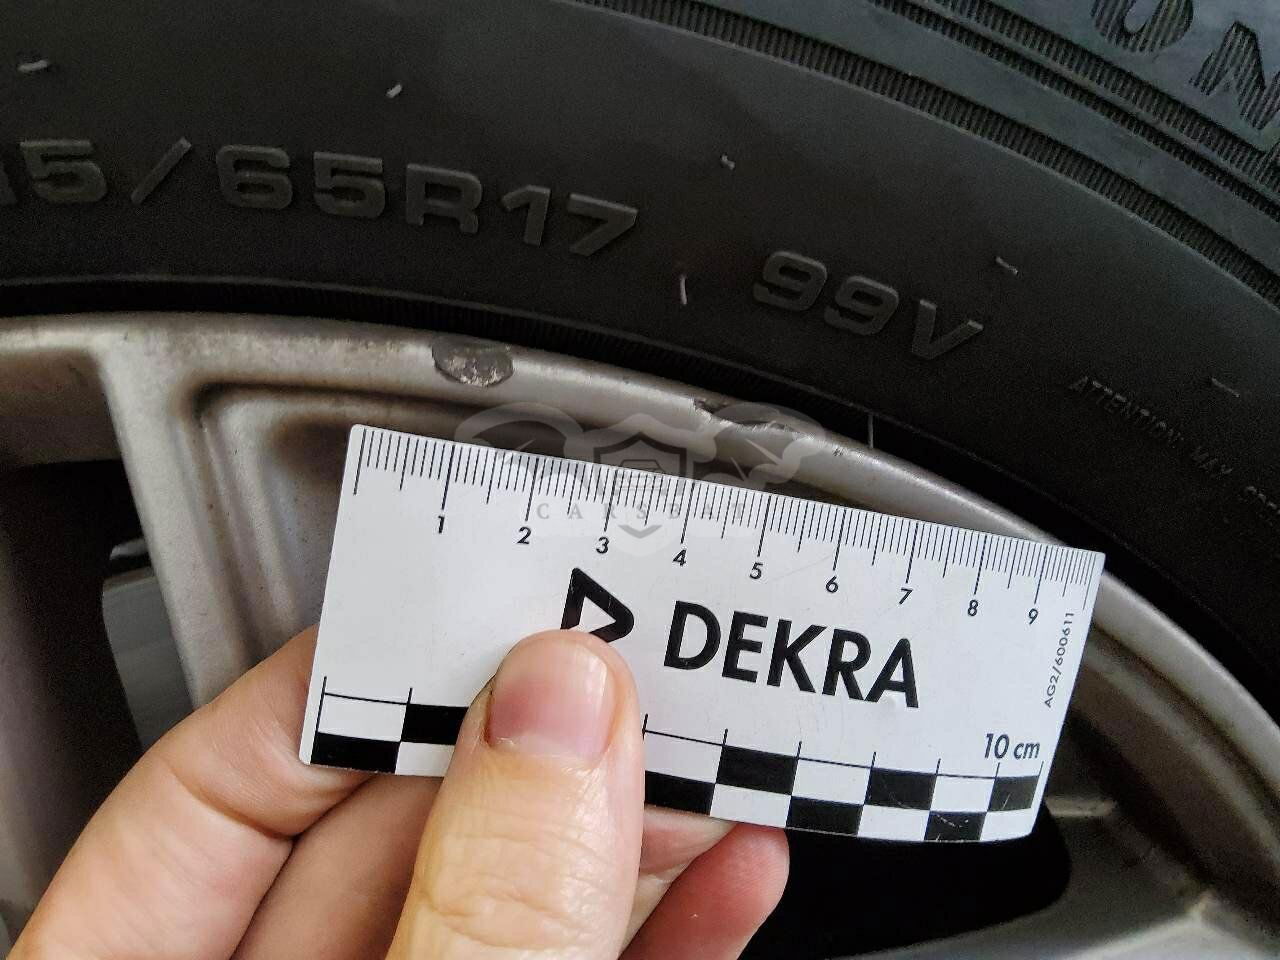 5/65R17 99V
ATTENTION MAY
CARSBAT
1 2 3 4 5 6 7 8 9
DEKRA
AG2/600611
10 cm